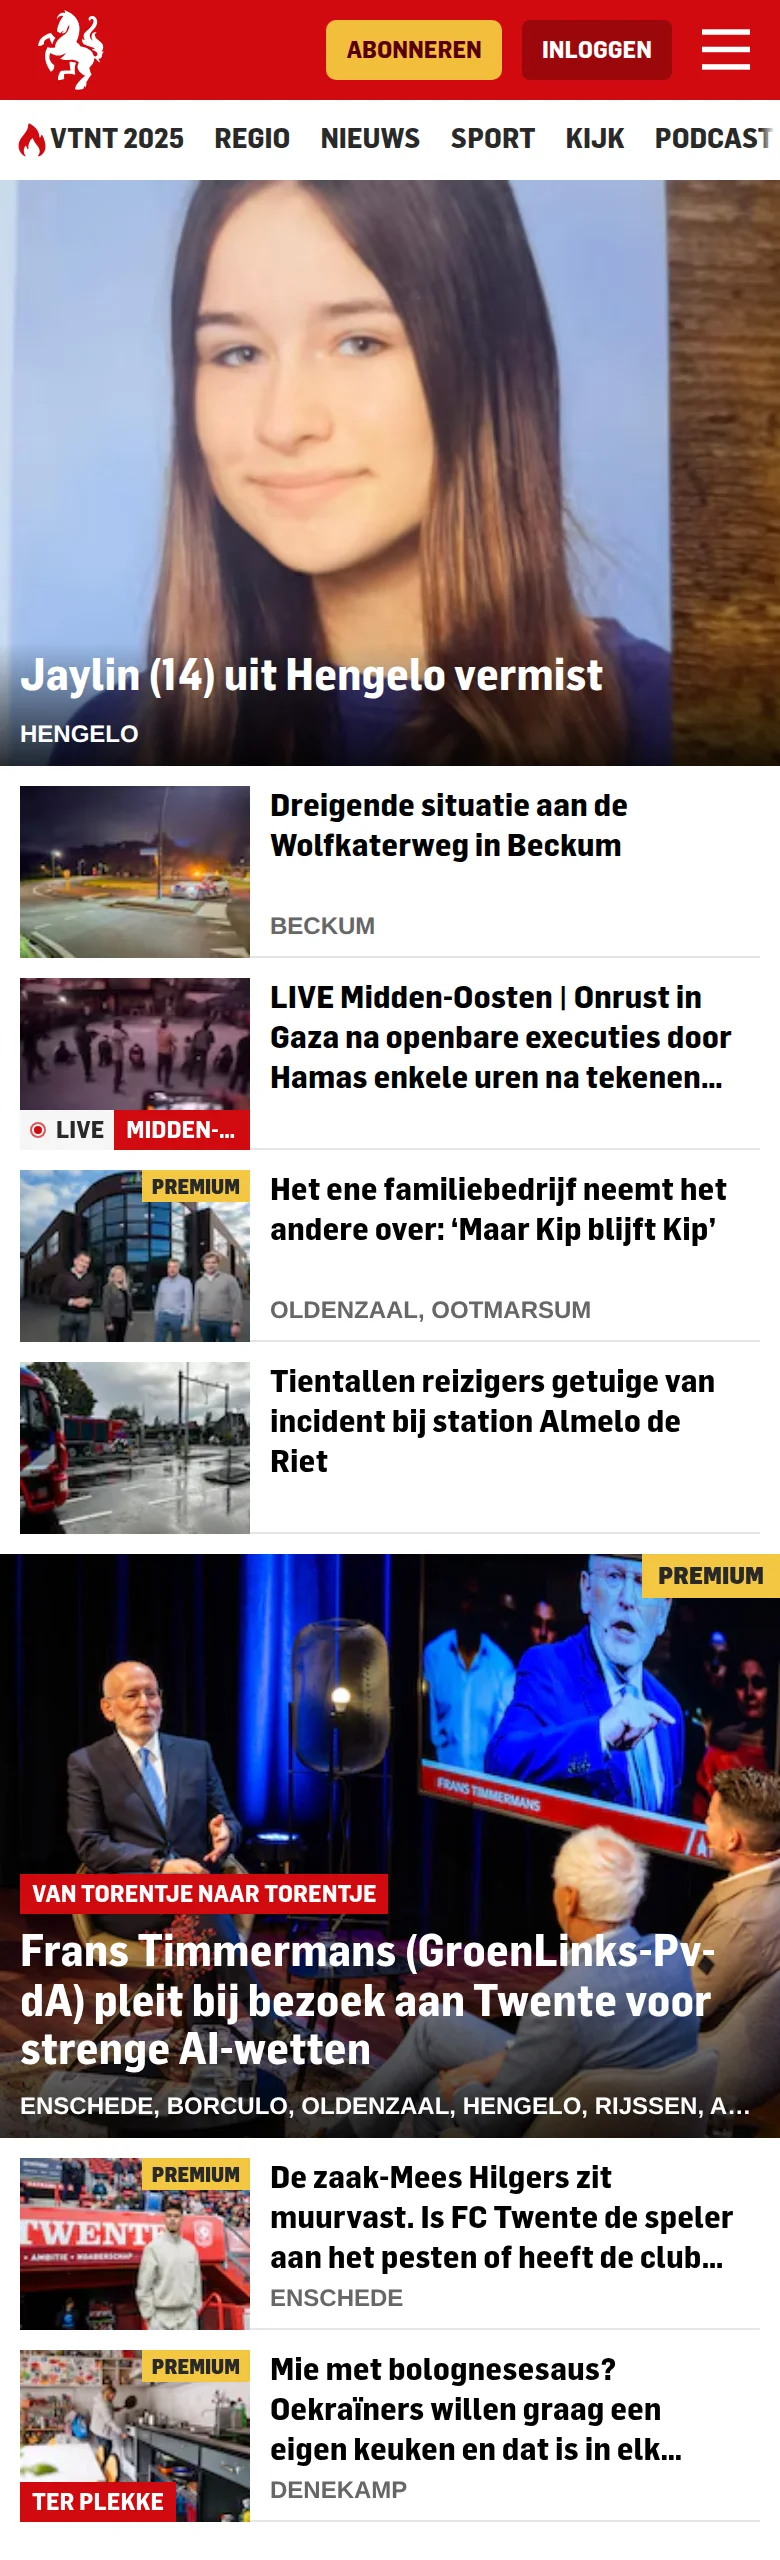 ABONNEREN
INLOGGEN
VTNT 2025 REGIO NIEUWS SPORT KIJK PODCAST
Jaylin (14) uit Hengelo vermist
HENGELO
Dreigende situatie aan de
Wolfkaterweg in Beckum
BECKUM
LIVE Midden-Oosten | Onrust in
Gaza na openbare executies door
Hamas enkele uren na tekenen...
LIVE MIDDEN-...
PREMIUM
Het ene familiebedrijf neemt het
andere over: ‘Maar Kip blijft Kip’
OLDENZAAL, OOTMARSUM
Tientallen reizigers getuige van
incident bij station Almelo de
Riet
PREMIUM
FRANS TIMMERMANS
VAN TORENTJE NAAR TORENTJE
Frans Timmermans (GroenLinks-Pv-
dA) pleit bij bezoek aan Twente voor
strenge AI-wetten
ENSCHEDE, BORCULO, OLDENZAAL, HENGELO, RIJSSEN, A...
PREMIUM
TWENTE
AMBITIE • NOABERSCHAP
De zaak-Mees Hilgers zit
muurvast. Is FC Twente de speler
aan het pesten of heeft de club...
ENSCHEDE
PREMIUM
TER PLEKKE
Mie met bolognesesaus?
Oekraïners willen graag een
eigen keuken en dat is in elk...
DENEKAMP